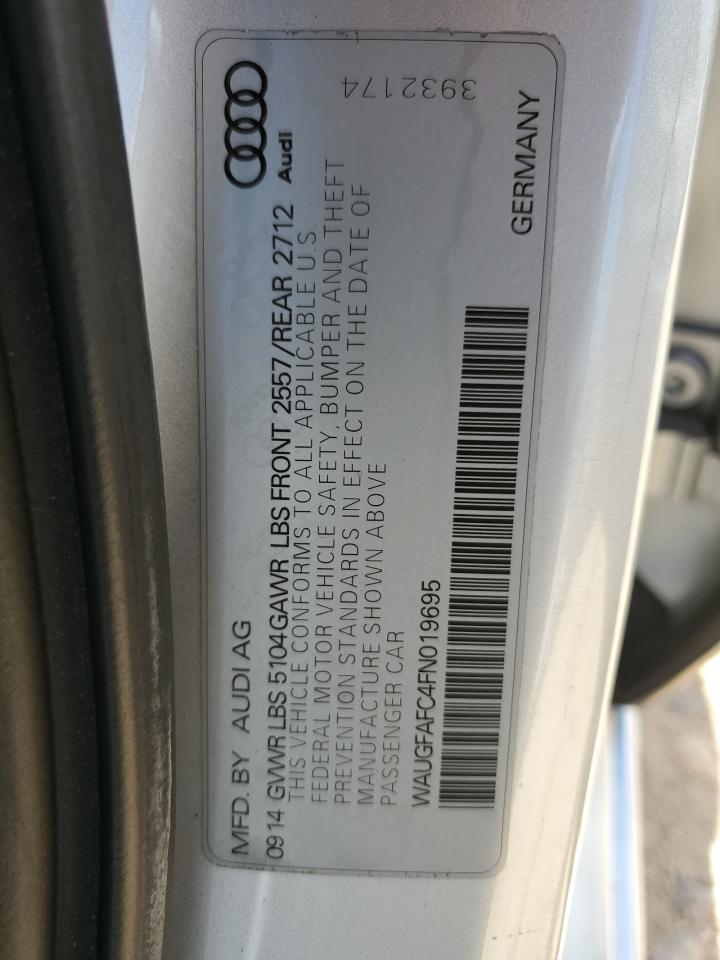 MFD. BY AUDI AG
Audi
3932174
0914 GVWR LBS 5104GAWR LBS FRONT 2557/REAR 2712
THIS VEHICLE CONFORMS TO ALL APPLICABLE U.S.
FEDERAL MOTOR VEHICLE SAFETY, BUMPER AND THEFT
PREVENTION STANDARDS IN EFFECT ON THE DATE OF
MANUFACTURE SHOWN ABOVE
PASSENGER CAR
WAUGFAFC4FN019695
GERMANY